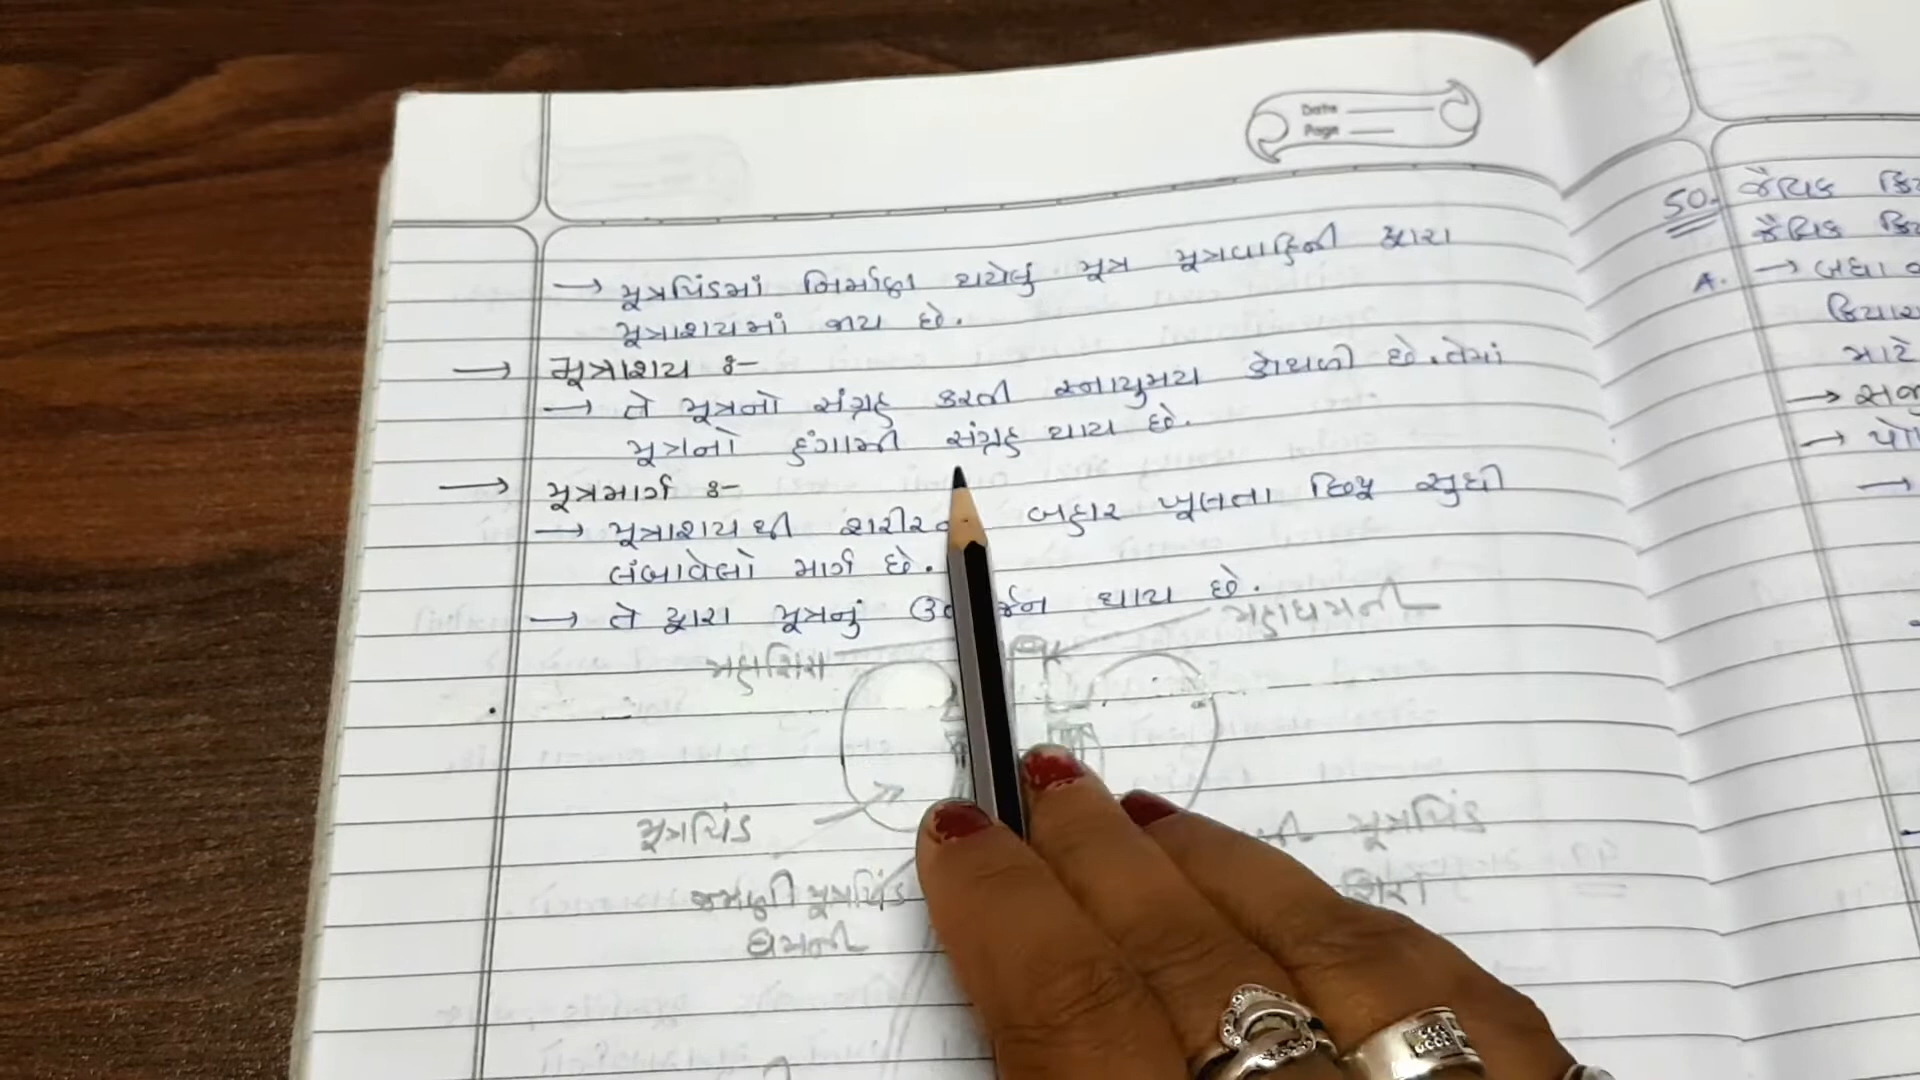 Date
Page
→ મૂત્રપિંડમાં નિર્માણ થયેલું મૂત્ર મૂત્રવાહિની દ્વારા
મૂત્રાશયમાં જાય છે.
→ મૂત્રાશય :-
→ તે મૂત્રનો સંગ્રહ કરતી સ્નાયુમય કોથળી છે. તેમાં
મૂત્રનો હંગામી સંગ્રહ થાય છે.
→ મૂત્રમાર્ગ :-
→ મૂત્રાશયથી શરીર બહાર ખૂલતા છિદ્ર સુધી
લંબાવેલો માર્ગ છે.
→ તે દ્વારા મૂત્રનું થાય છે.
મહાધમની
મહાશિરા
મૂત્રપિંડ
મૂત્રપિંડ
જમણી મૂત્રપિંડ
ધમની
શિરા
50. જૈવિક
જૈવિક
A. → બધા
માટે
→
→
→